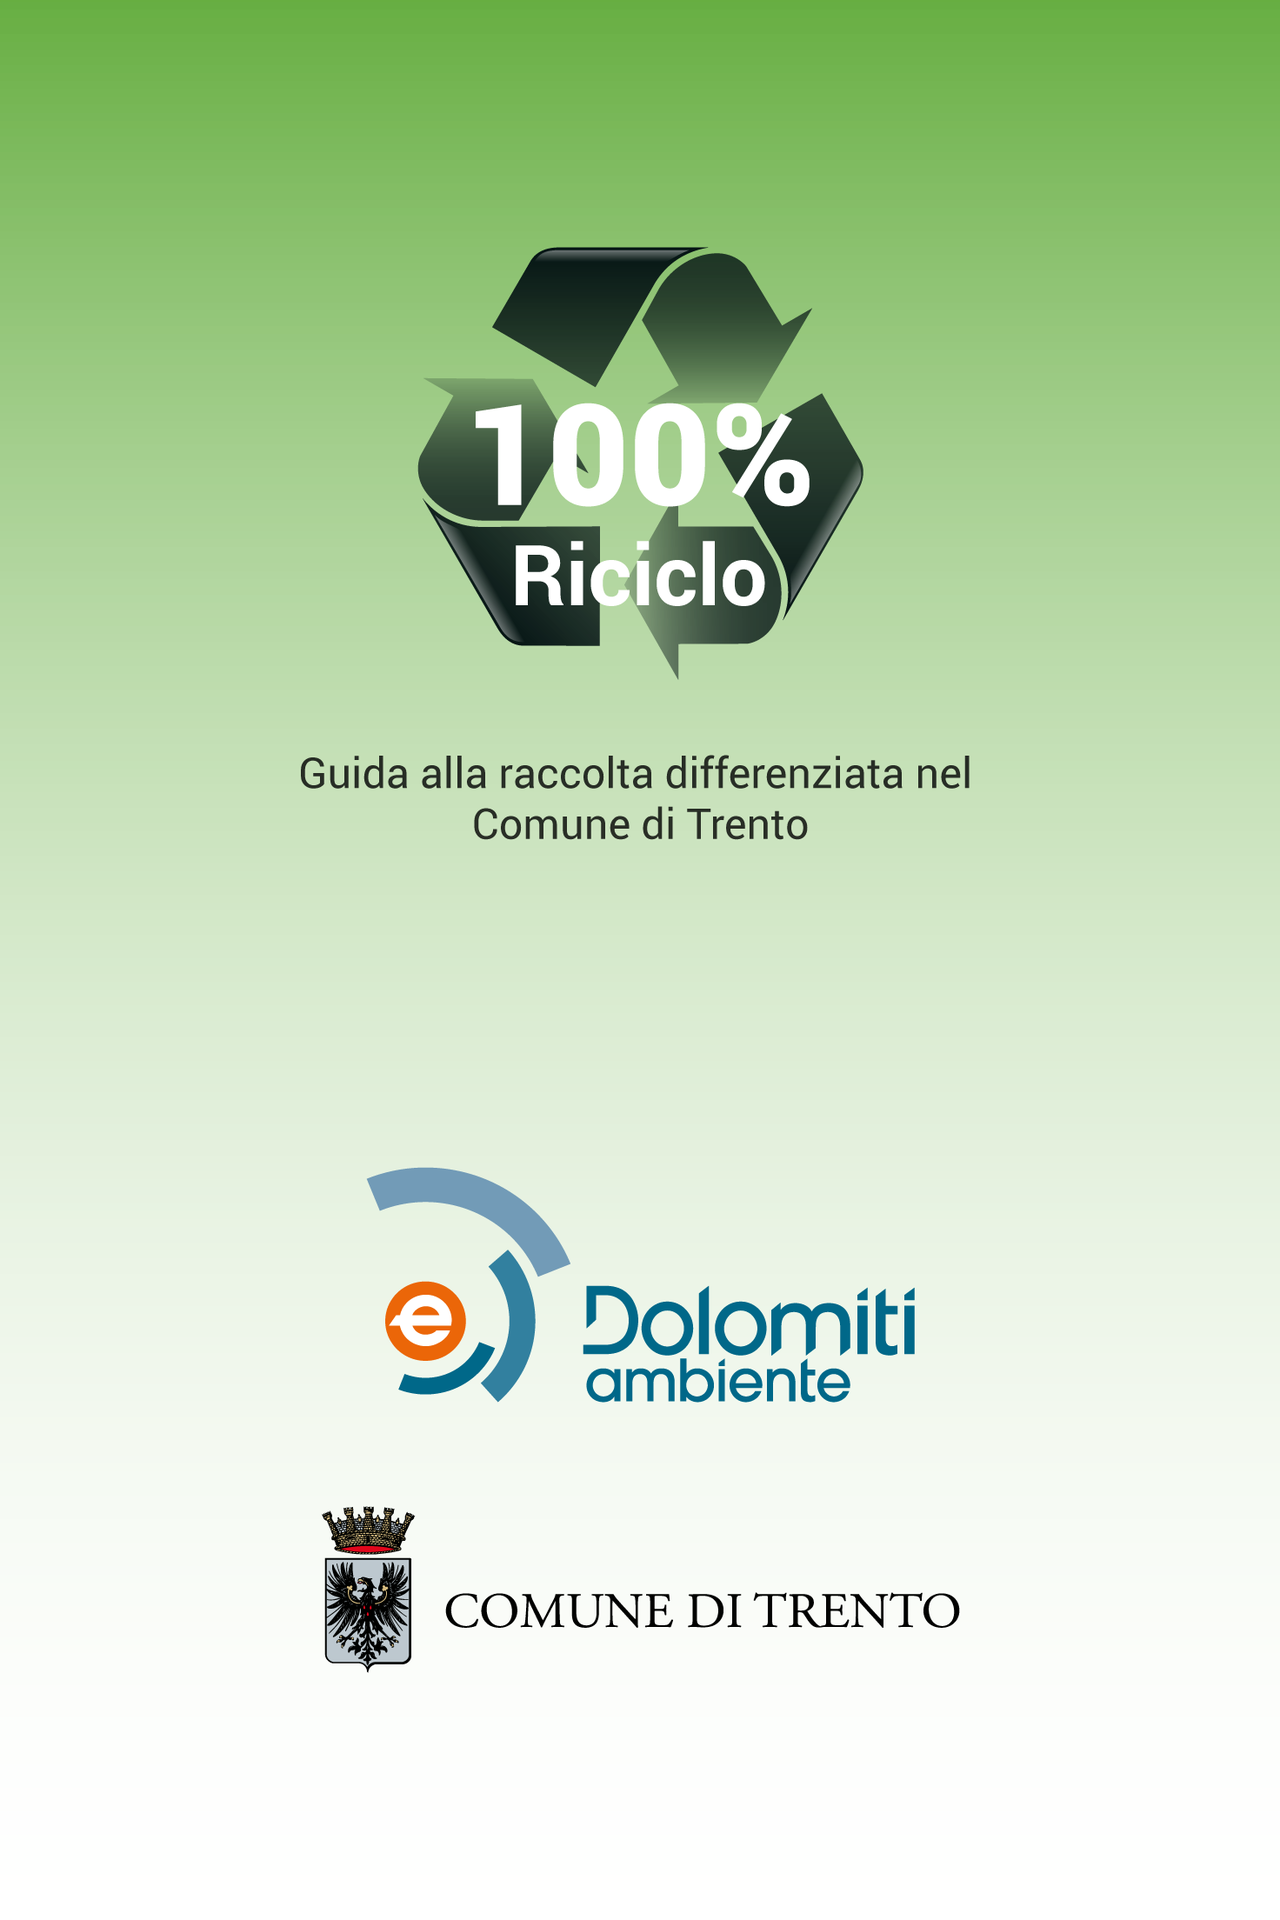 100%
Riciclo
Guida alla raccolta differenziata nel
Comune di Trento
e
Dolomiti
ambiente
COMUNE DI TRENTO